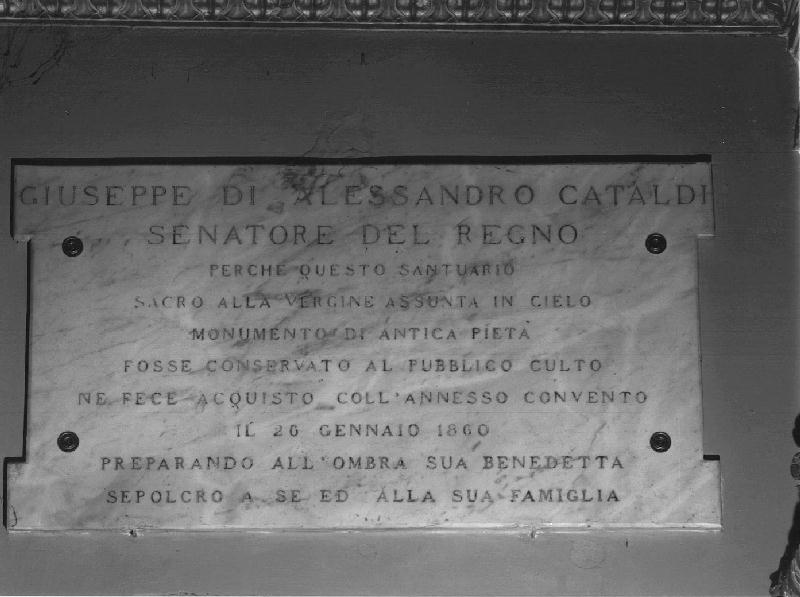 GIUSEPPE DI ALESSANDRO CATALDI
SENATORE DEL REGNO
PERCHE QUESTO SANTUARIO
SACRO ALLA VERGINE ASSUNTA IN CIELO
MONUMENTO DI ANTICA PIETA
FOSSE CONSERVATO AL PUBBLICO CULTO
NE FECE ACQUISTO COLL'ANNESSO CONVENTO
IL 20 GENNAIO 1860
PREPARANDO ALL'OMBRA SUA BENEDETTA
SEPOLCRO A SE ED ALLA SUA FAMIGLIA